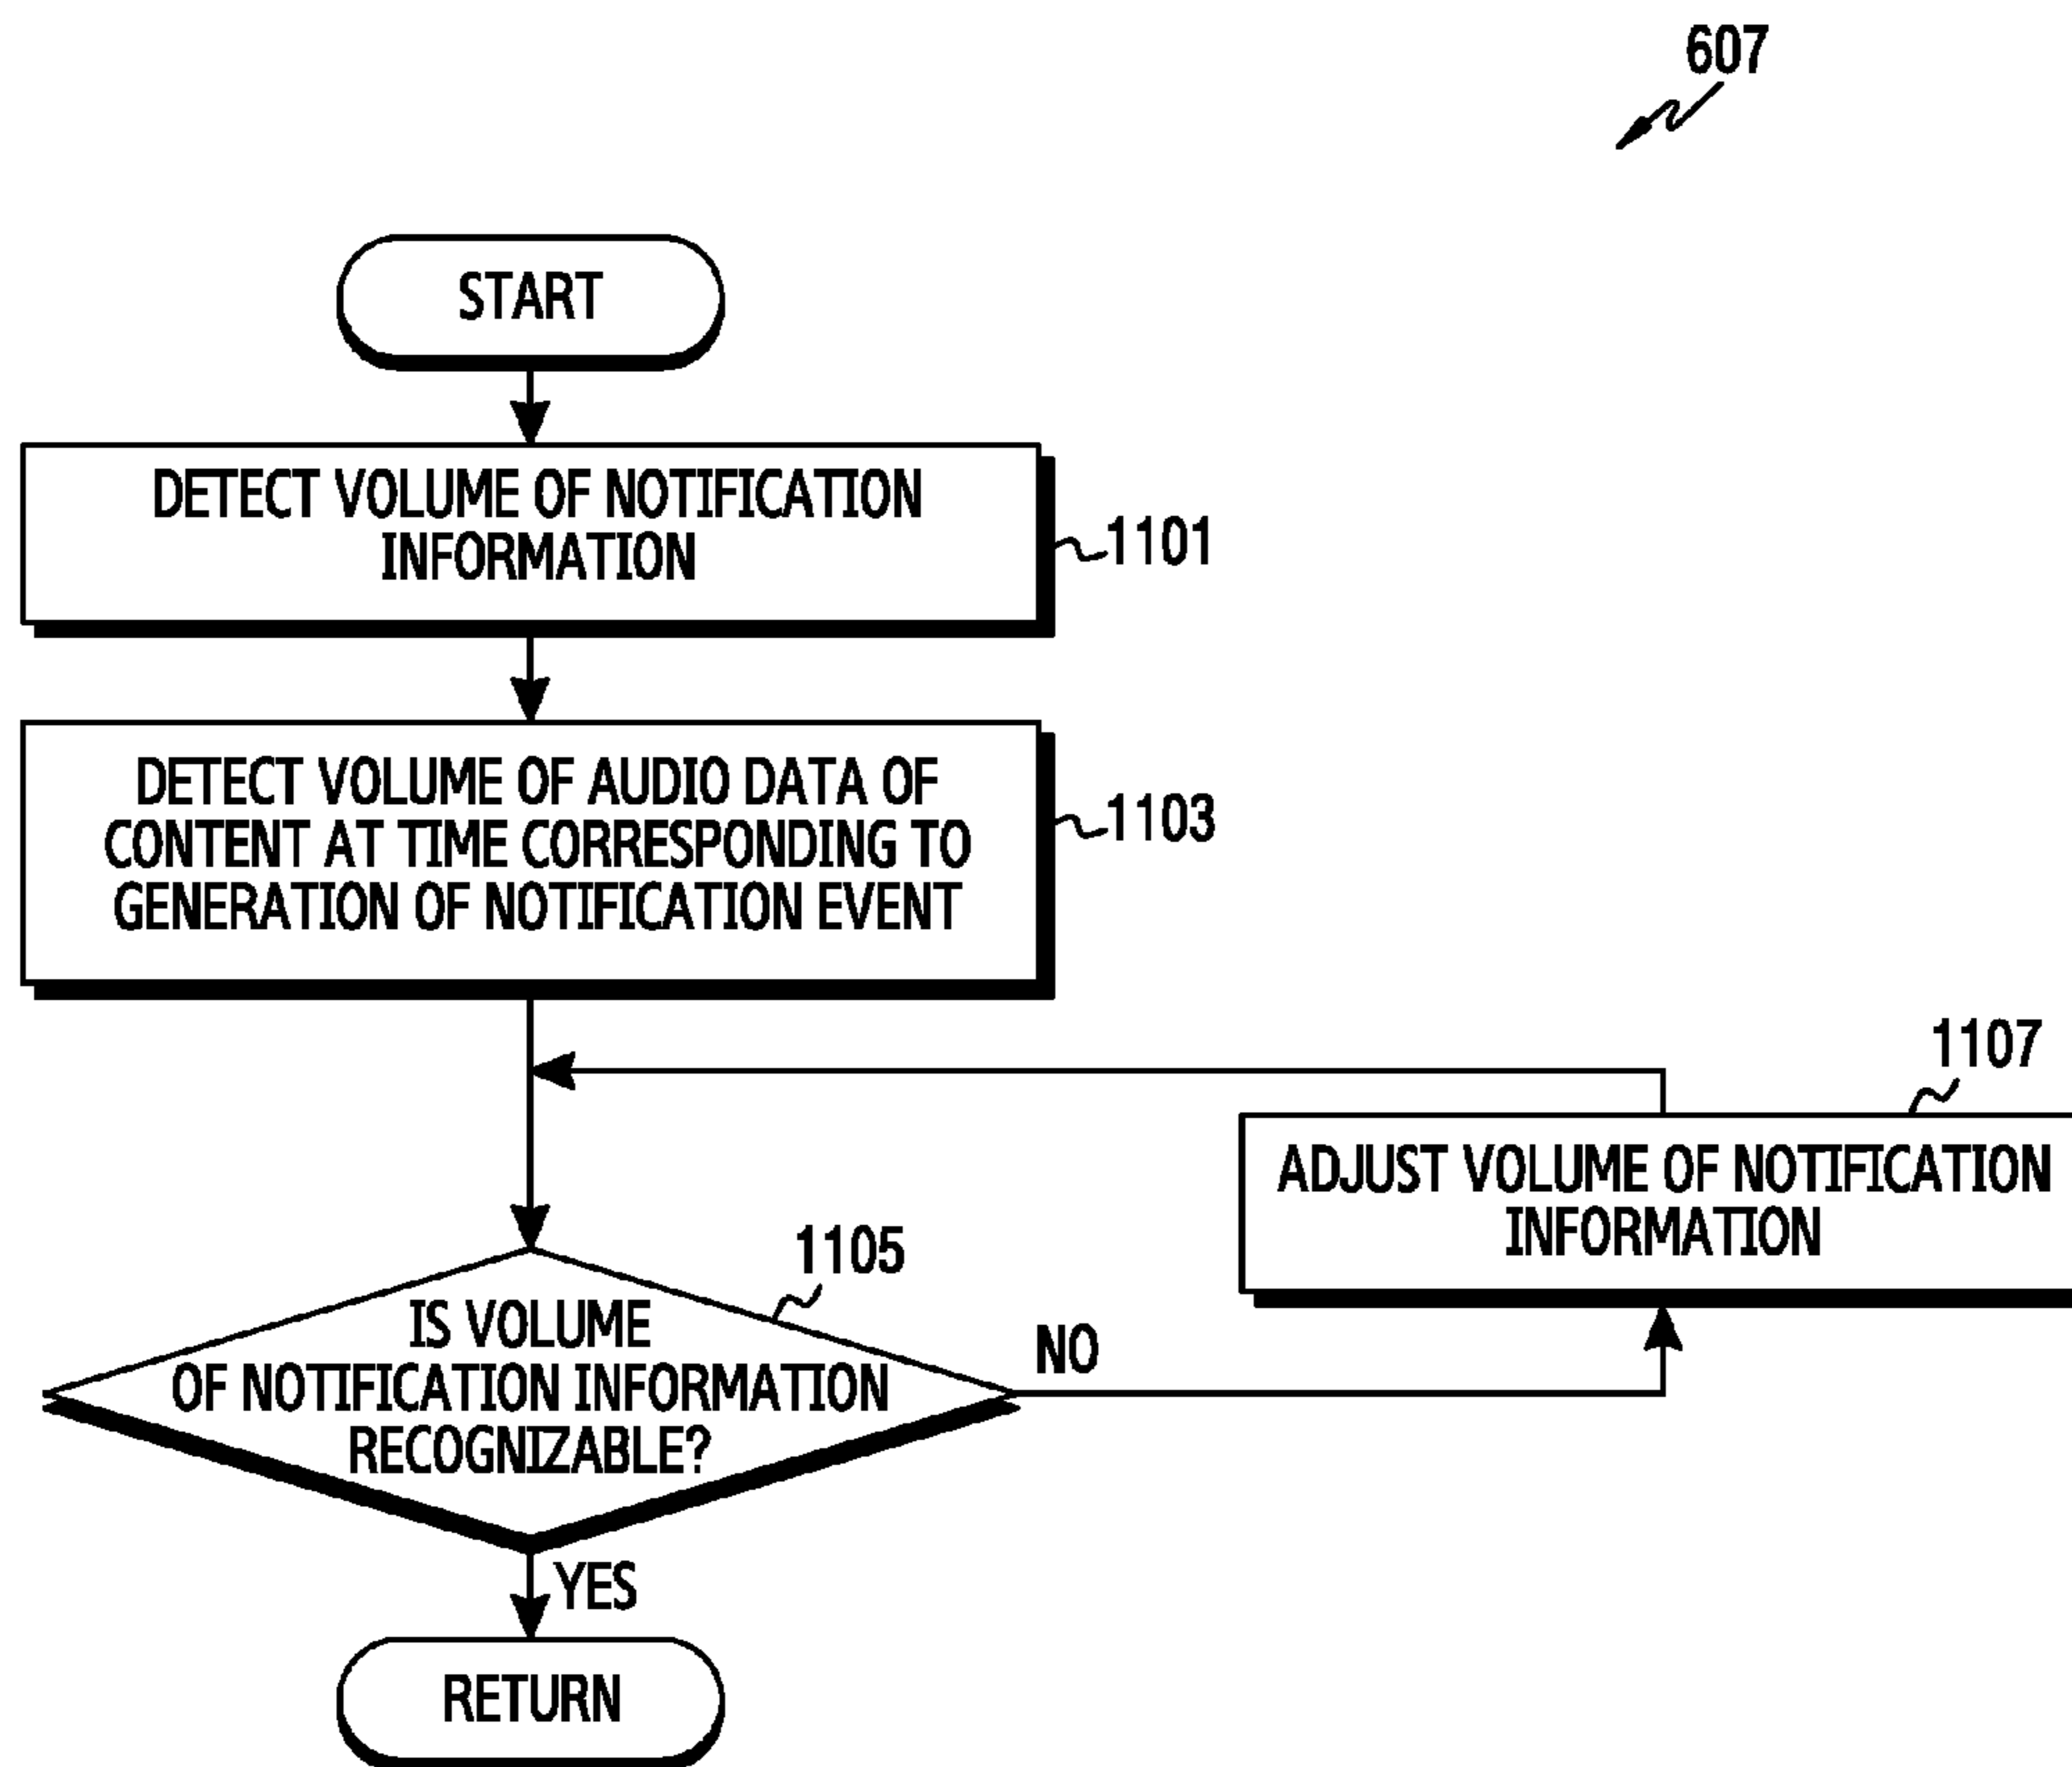 607
START
DETECT VOLUME OF NOTIFICATION
INFORMATION
1101
DETECT VOLUME OF AUDIO DATA OF
CONTENT AT TIME CORRESPONDING TO
GENERATION OF NOTIFICATION EVENT
1103
1107
ADJUST VOLUME OF NOTIFICATION
INFORMATION
1105
IS VOLUME
OF NOTIFICATION INFORMATION
RECOGNIZABLE?
NO
YES
RETURN